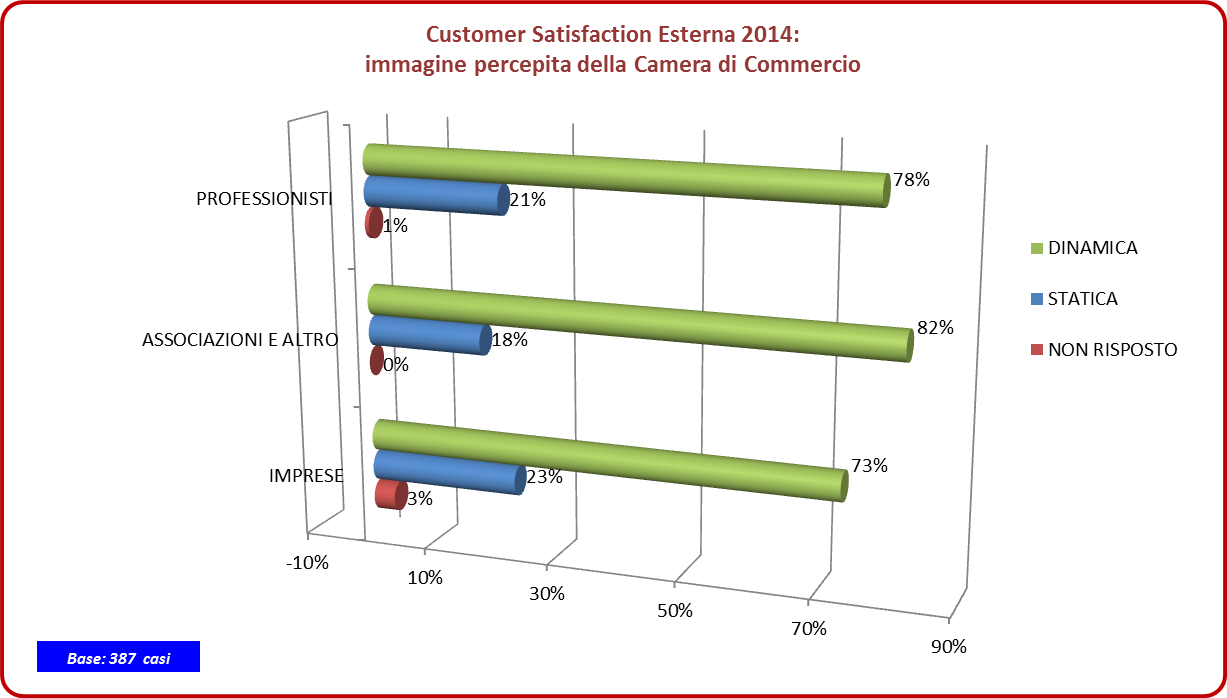 Customer Satisfaction Esterna 2014:
immagine percepita della Camera di Commercio
PROFESSIONISTI
78%
21%
1%
ASSOCIAZIONI E ALTRO
82%
18%
0%
IMPRESE
73%
23%
3%
-10%
10%
30%
50%
70%
90%
DINAMICA
STATICA
NON RISPOSTO
Base: 387 casi